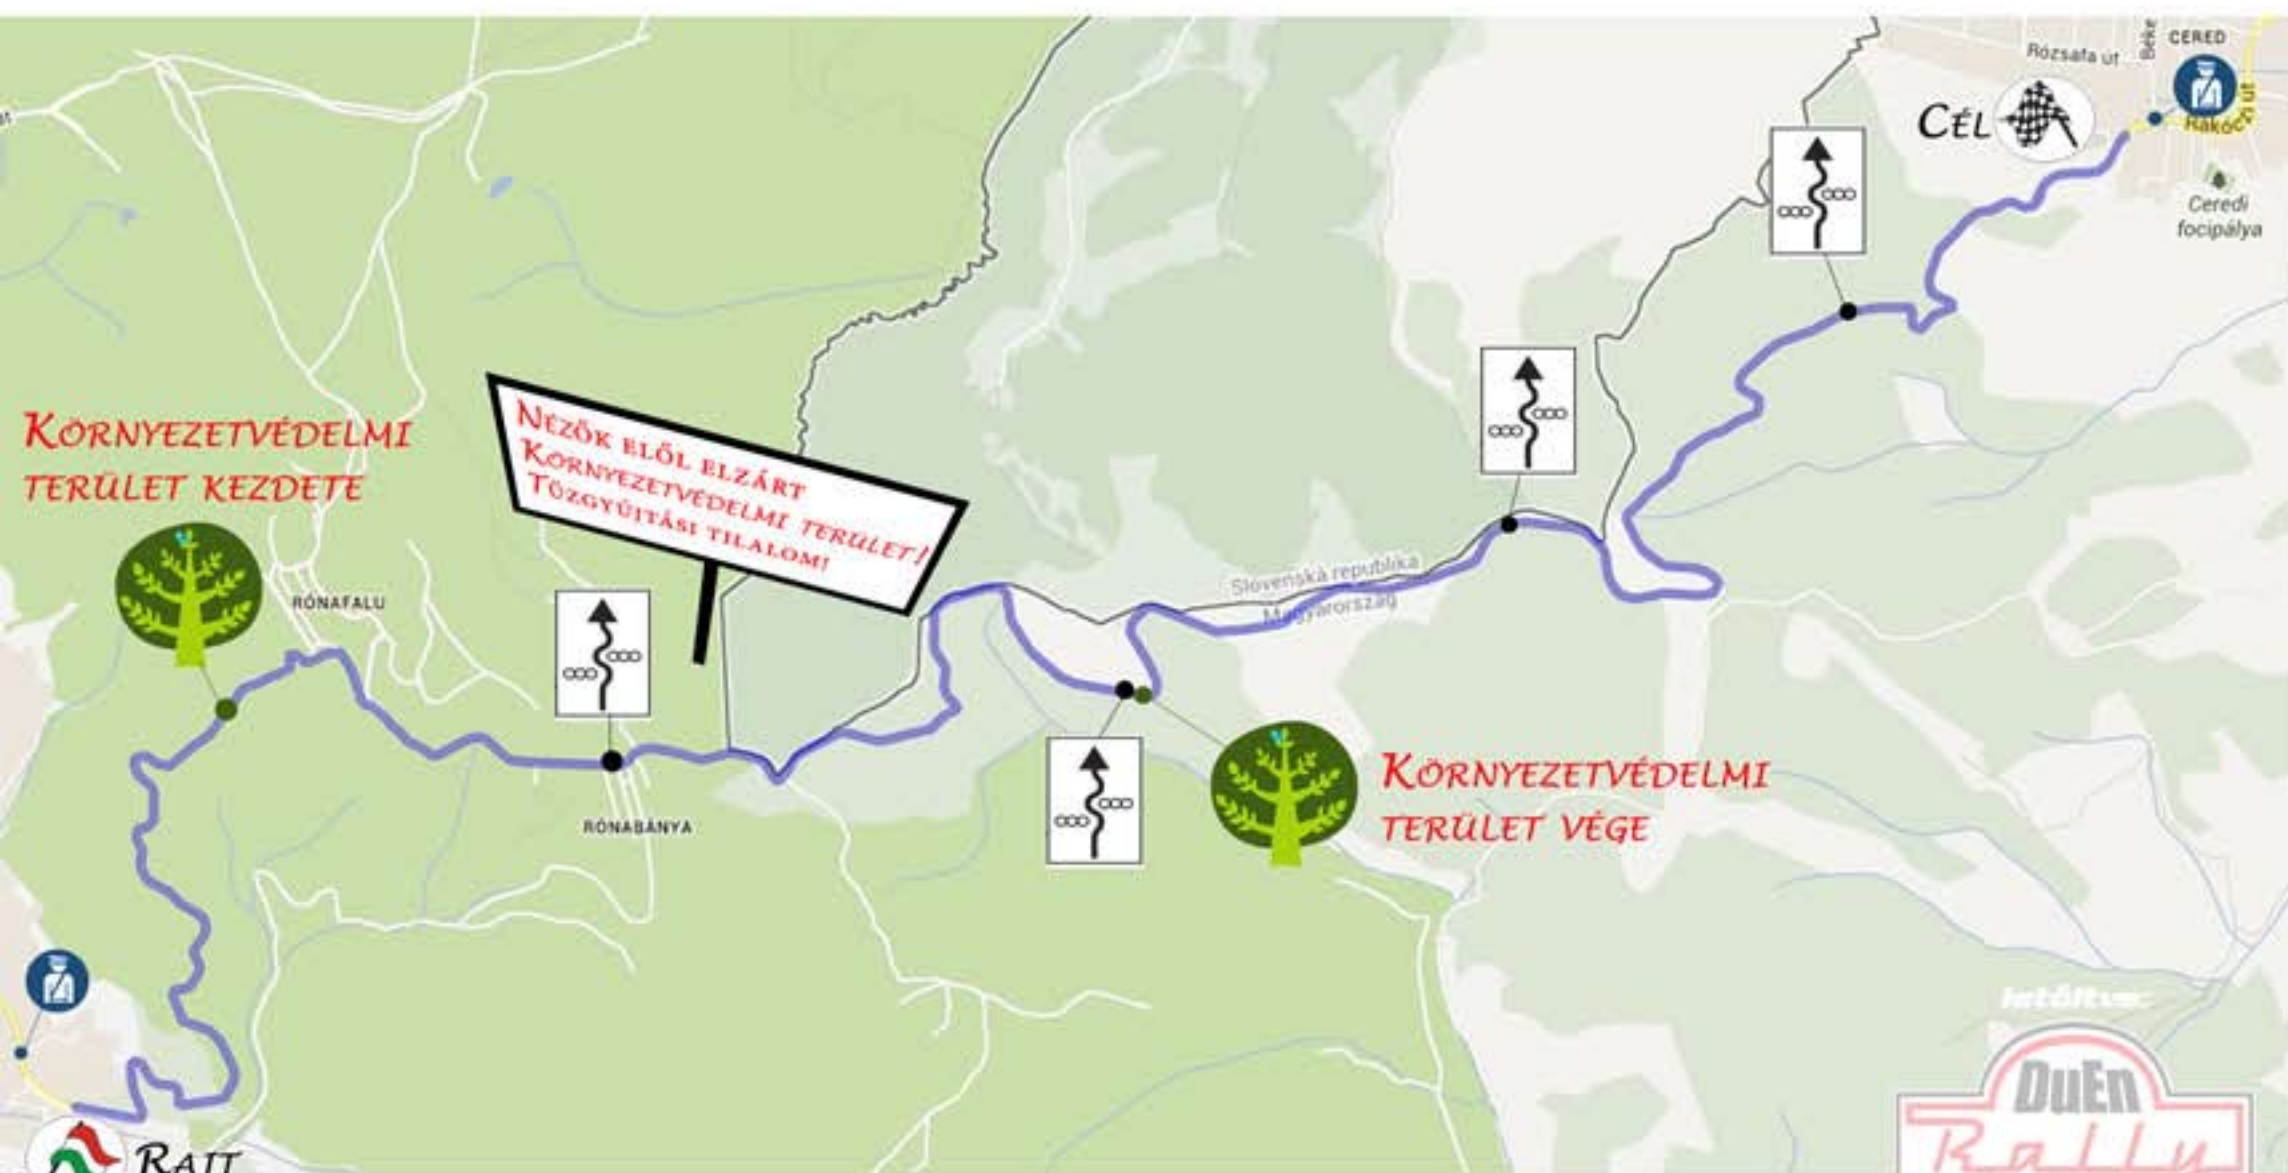 CERED
Rózsafa út
Béke
CÉL
Rákóczi út
Ceredi
focipálya
KÖRNYEZETVÉDELMI
TERÜLET KEZDETE
NÉZŐK ELŐL ELZÁRT
KÖRNYEZETVÉDELMI TERÜLET!
TŰZGYÚJTÁSI TILALOM!
Slovenská republika
Magyarország
RÓNAFALU
RÓNABÁNYA
KÖRNYEZETVÉDELMI
TERÜLET VÉGE
DuEn
Rally
RAJT